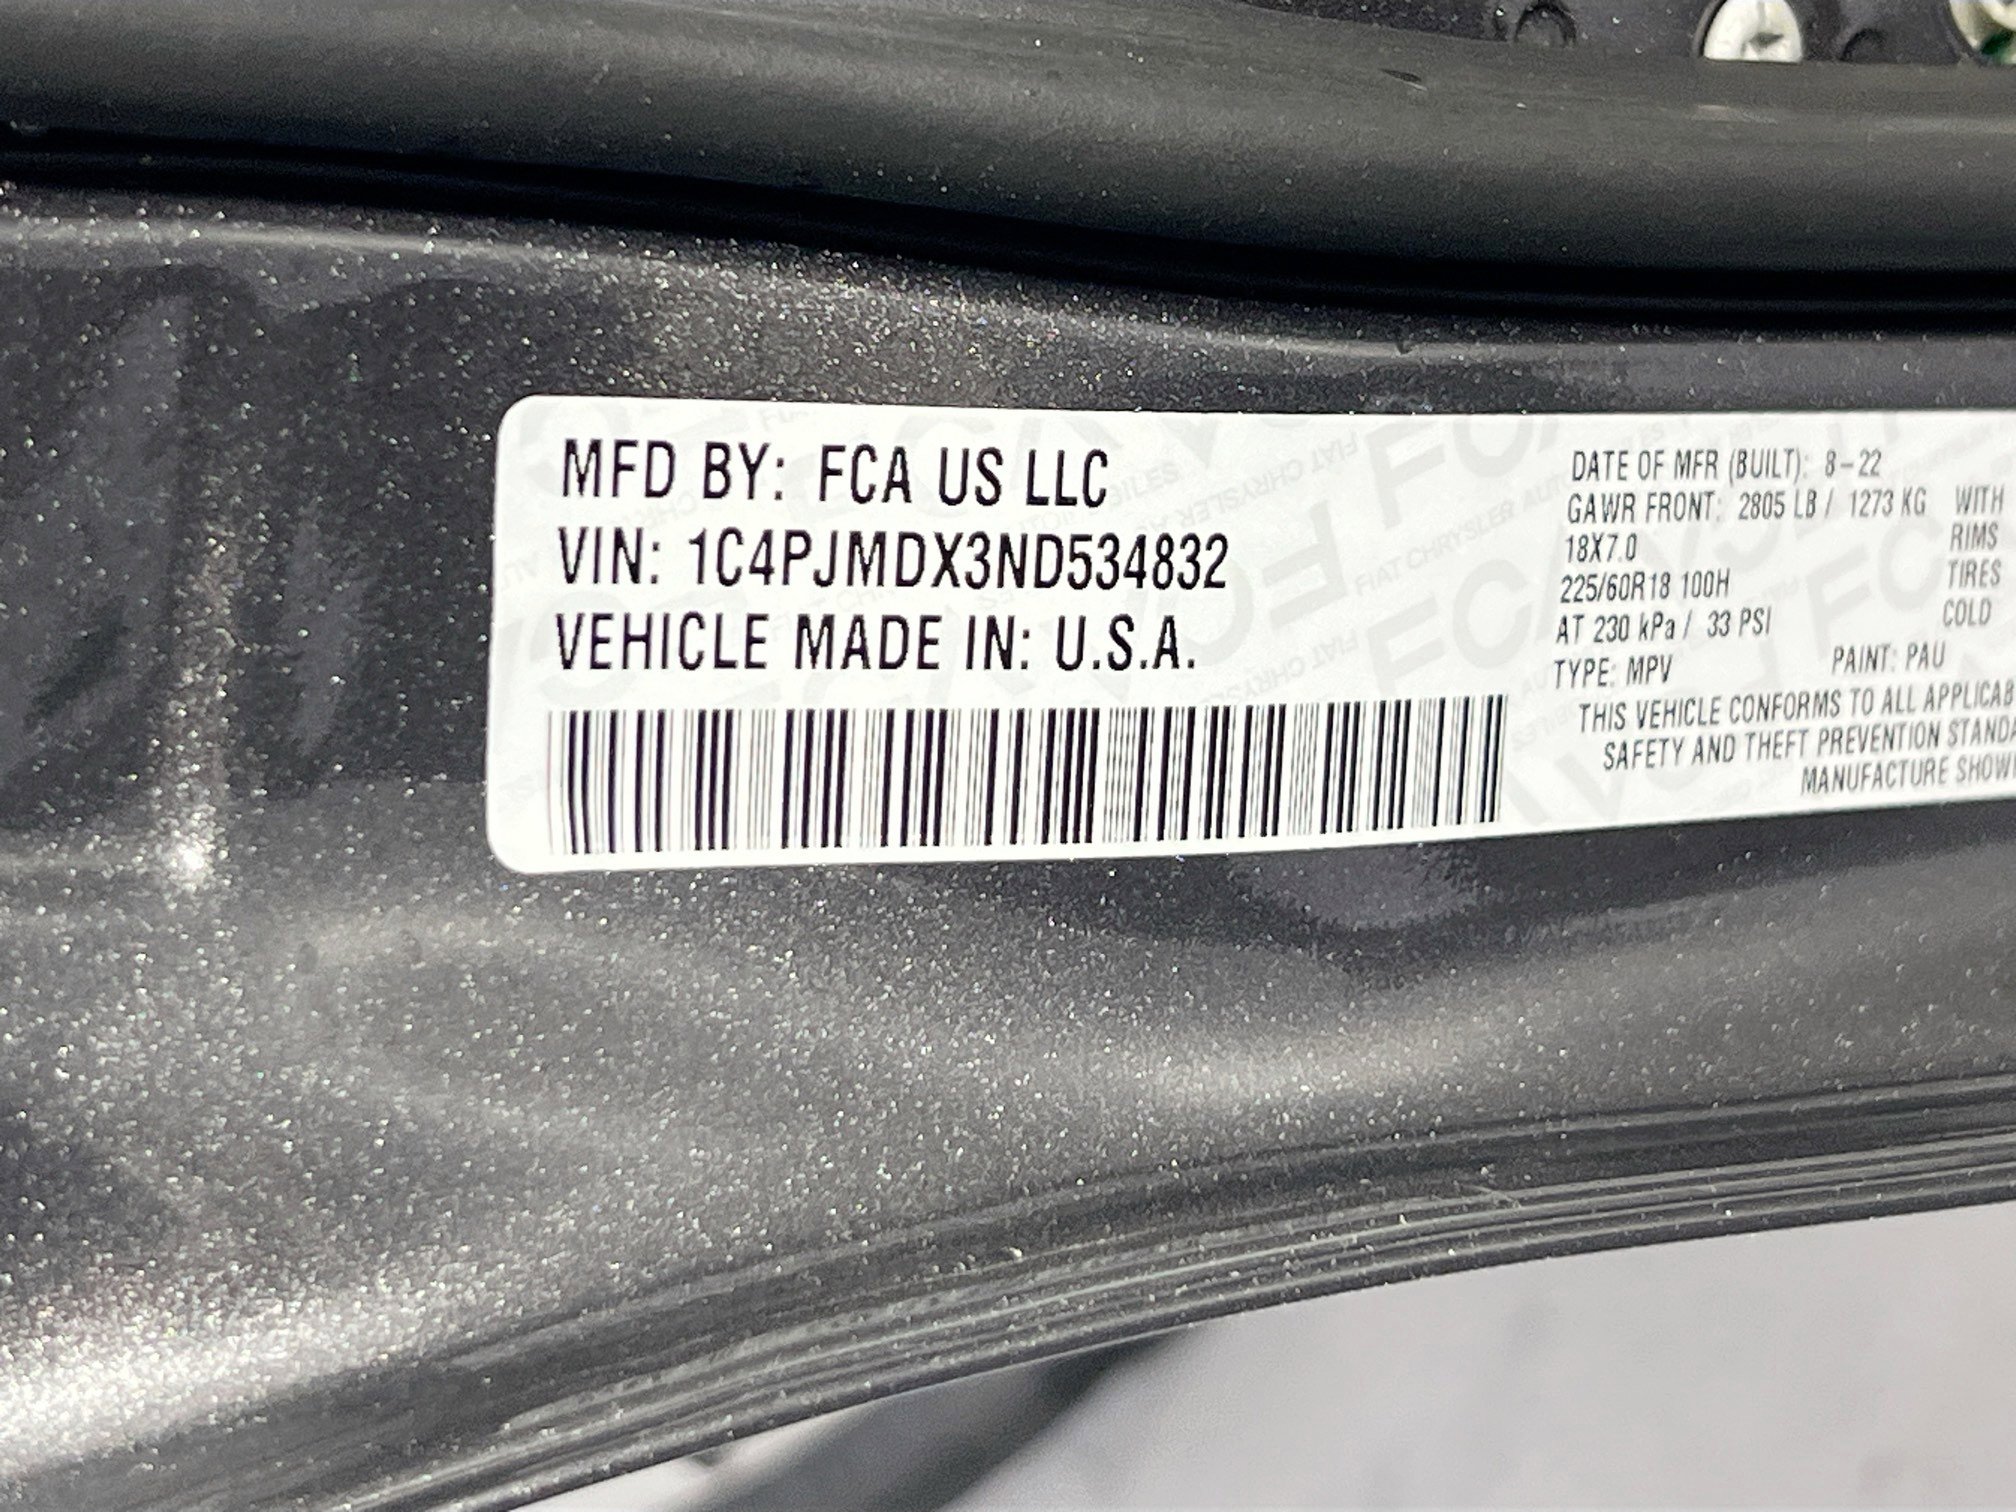 MFD BY: FCA US LLC
VIN: 1C4PJMDX3ND534832
VEHICLE MADE IN: U.S.A.
DATE OF MFR (BUILT): 8-22
GAWR FRONT: 2805 LB / 1273 KG WITH
18X7.0 RIMS
225/60R18 100H TIRES
AT 230 kPa / 33 PSI COLD
TYPE: MPV PAINT: PAU
THIS VEHICLE CONFORMS TO ALL APPLICAB
SAFETY AND THEFT PREVENTION STANDA
MANUFACTURE SHOW